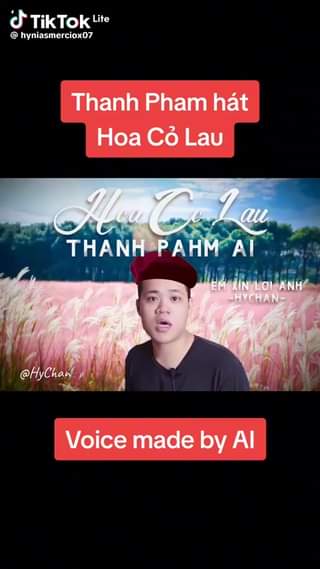 TikTok Lite
@hyniasmerciox07
Thanh Pham hát
Hoa Cỏ Lau
Hoa Cỏ Lau
THANH PAHM AI
EM XIN LOI ANH
-HYCHAN-
@HyChan
Voice made by AI